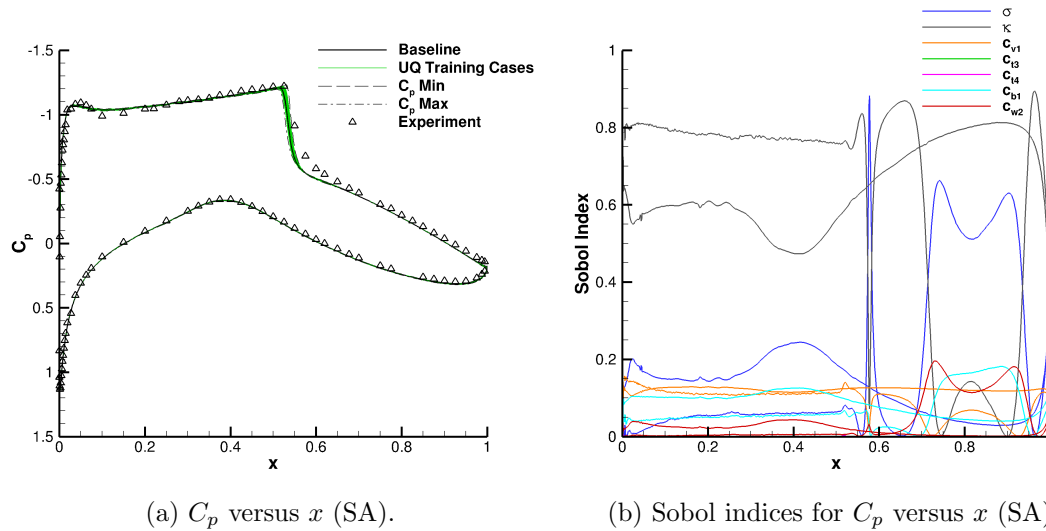 -1.5
-1
-0.5
0
0.5
1
1.5
C_p
0 0.2 0.4 0.6 0.8 1
x
Baseline
UQ Training Cases
C_p Min
C_p Max
Experiment
(a) C_p versus x (SA).
1
0.8
0.6
0.4
0.2
0
Sobol Index
0 0.2 0.4 0.6 0.8
x
σ
κ
c_v1
c_t3
c_t4
c_b1
c_w2
(b) Sobol indices for C_p versus x (SA)